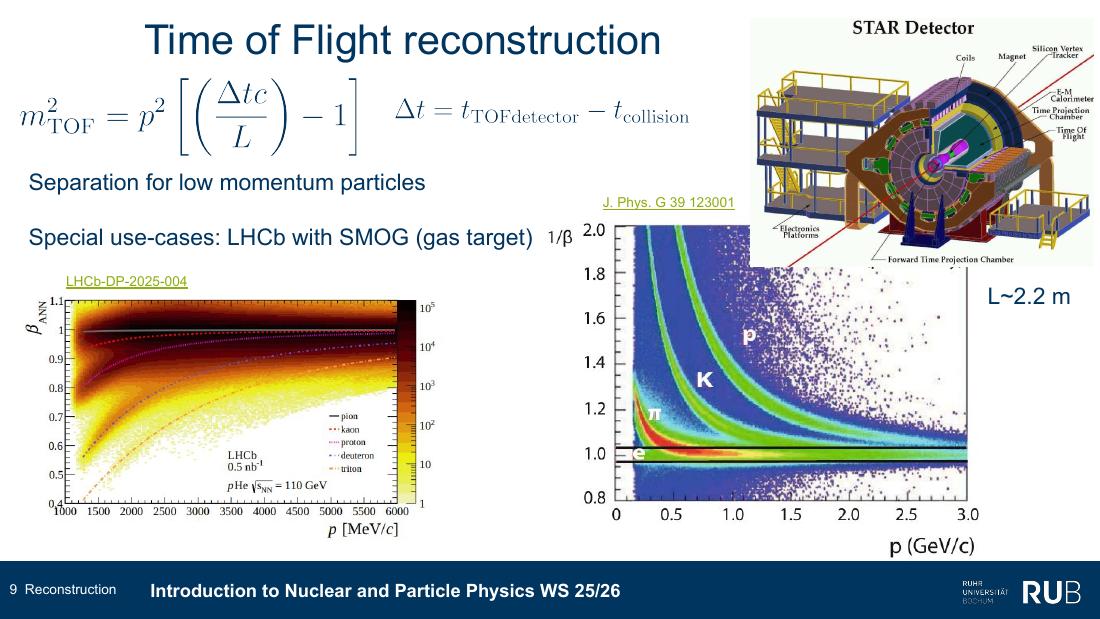 Time of Flight reconstruction
m²_TOF = p² [ ( Δtc / L ) − 1 ]
Δt = t_TOFdetector − t_collision
Separation for low momentum particles
Special use-cases: LHCb with SMOG (gas target)
STAR Detector
Coils
Magnet
Silicon Vertex
Tracker
E-M
Calorimeter
Time Projection
Chamber
Time Of
Flight
Electronics
Platforms
Forward Time Projection Chamber
L~2.2 m
LHCb-DP-2025-004
β_ANN
1.1
1
0.9
0.8
0.7
0.6
0.5
0.4
1000 1500 2000 2500 3000 3500 4000 4500 5000 5500 6000
p [MeV/c]
10⁵
10⁴
10³
10²
10
1
pion
kaon
proton
deuteron
triton
LHCb
0.5 nb⁻¹
pHe √s_NN = 110 GeV
J. Phys. G 39 123001
1/β
2.0
1.8
1.6
1.4
1.2
1.0
0.8
p
K
π
e
0 0.5 1.0 1.5 2.0 2.5 3.0
p (GeV/c)
9 Reconstruction
Introduction to Nuclear and Particle Physics WS 25/26
RUHR
UNIVERSITÄT
BOCHUM
RUB